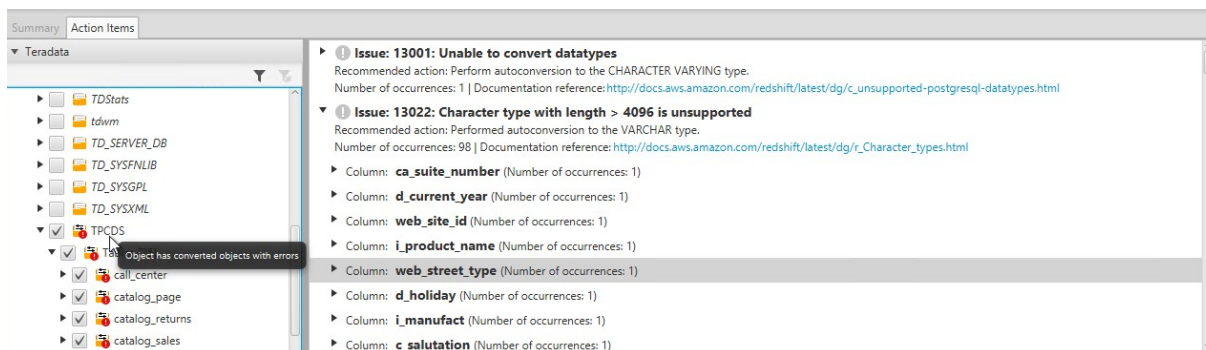 Summary Action Items
Teradata
TDStats
tdwm
TD_SERVER_DB
TD_SYSFNLIB
TD_SYSGPL
TD_SYSXML
TPCDS
Object has converted objects with errors
call_center
catalog_page
catalog_returns
catalog_sales
Issue: 13001: Unable to convert datatypes
Recommended action: Perform autoconversion to the CHARACTER VARYING type.
Number of occurrences: 1 | Documentation reference: http://docs.aws.amazon.com/redshift/latest/dg/c_unsupported-postgresql-datatypes.html
Issue: 13022: Character type with length > 4096 is unsupported
Recommended action: Performed autoconversion to the VARCHAR type.
Number of occurrences: 98 | Documentation reference: http://docs.aws.amazon.com/redshift/latest/dg/r_Character_types.html
Column: ca_suite_number (Number of occurrences: 1)
Column: d_current_year (Number of occurrences: 1)
Column: web_site_id (Number of occurrences: 1)
Column: i_product_name (Number of occurrences: 1)
Column: web_street_type (Number of occurrences: 1)
Column: d_holiday (Number of occurrences: 1)
Column: i_manufact (Number of occurrences: 1)
Column: c_salutation (Number of occurrences: 1)